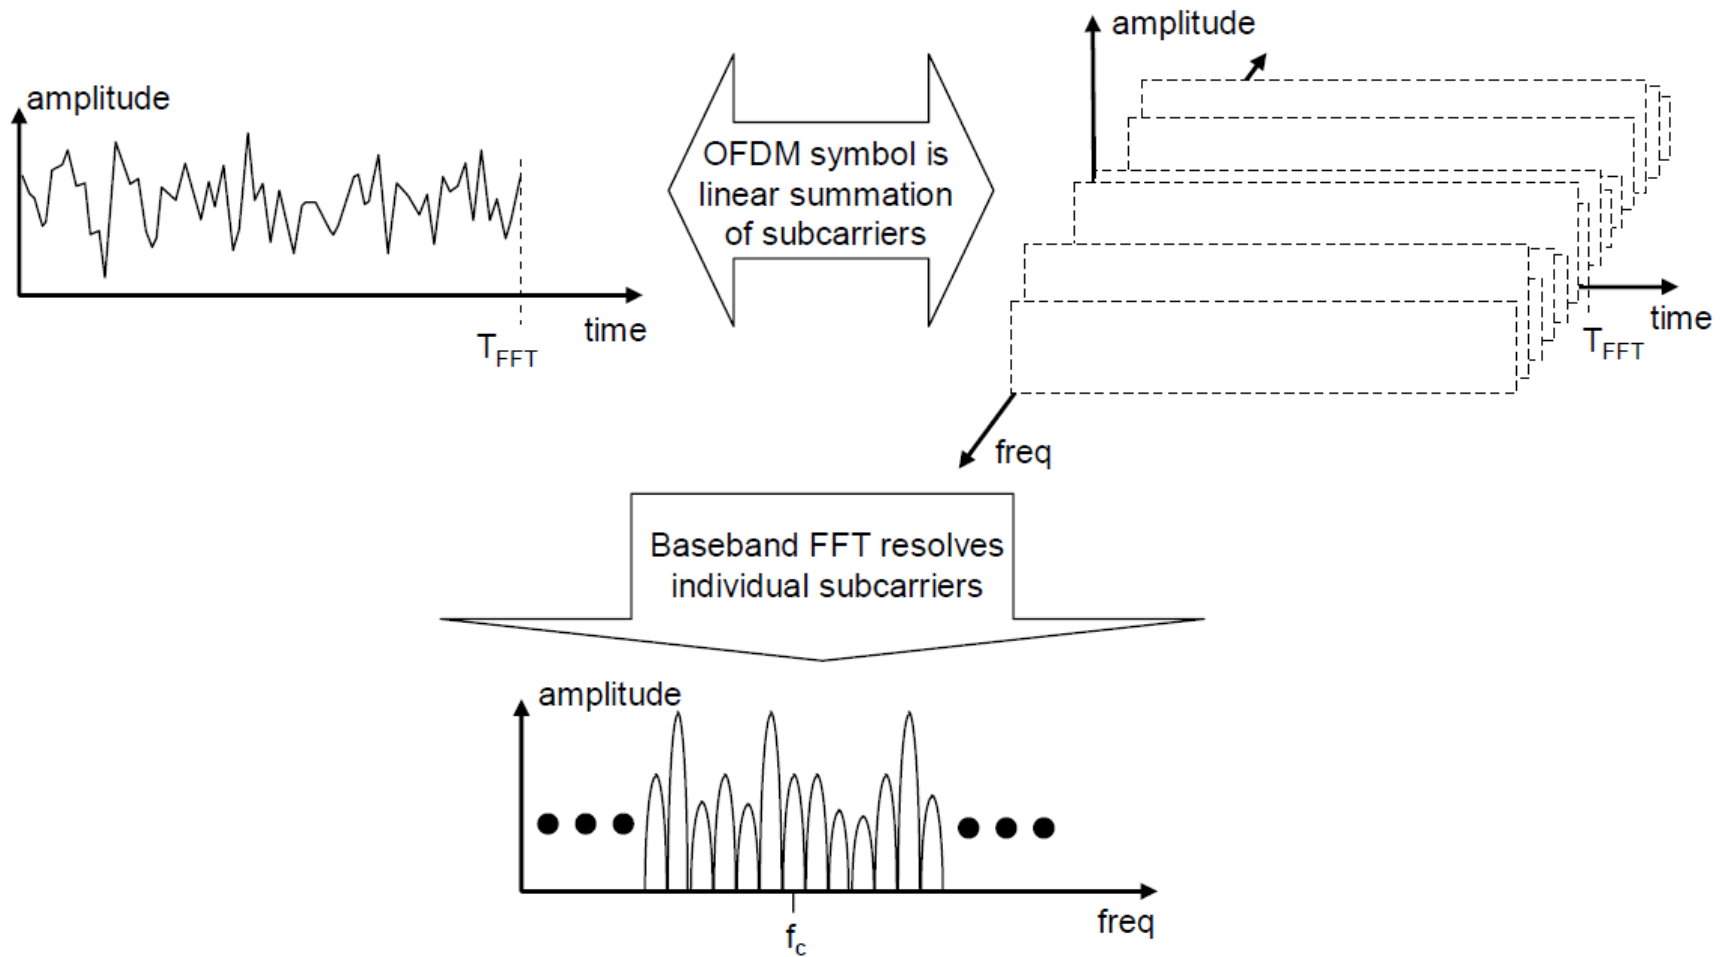 amplitude
time
T_FFT
OFDM symbol is
linear summation
of subcarriers
amplitude
time
T_FFT
freq
Baseband FFT resolves
individual subcarriers
amplitude
freq
f_c